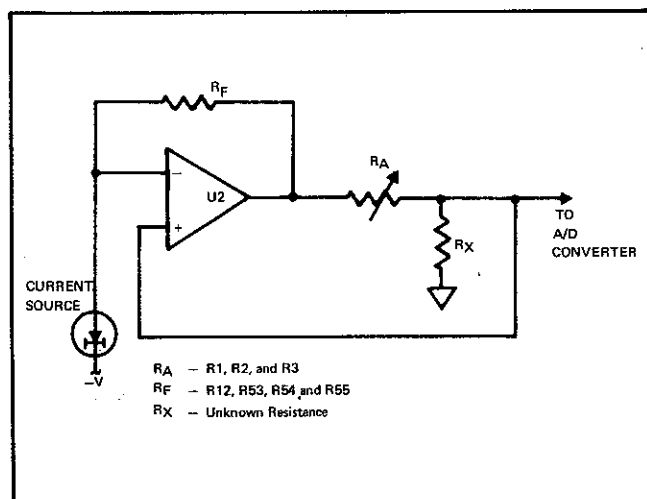 RF
−
U2
+
RA
TO
A/D
CONVERTER
RX
CURRENT
SOURCE
−V
RA – R1, R2, and R3
RF – R12, R53, R54 and R55
RX – Unknown Resistance